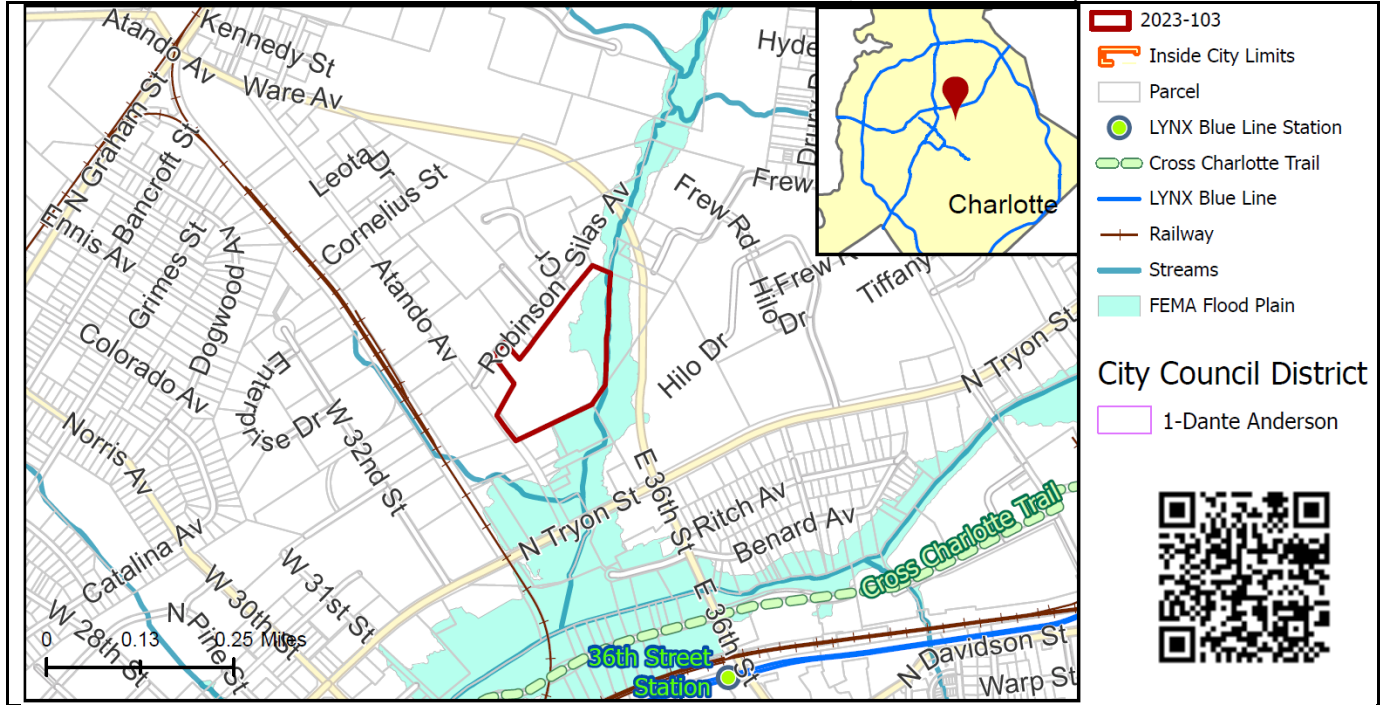 Atando Av
Kennedy St
Ware Av
Hyde
N Graham St
Bancroft St
Ennis Av
Grimes St
Dogwood Av
Colorado Av
Leota Dr
Cornelius St
Atando Av
Robinson Cr
Silas Av
Drury
Frew
Frew Rd
Hilo Dr
Frew R
Tiffany
Hilo Dr
N Tryon St
Enterprise Dr
W 32nd St
Norris Av
Catalina Av
W 28th St
N Pine St
W 30th St
W 31st St
N Tryon St
E 36th St
Ritch Av
Benard Av
Cross Charlotte Trail
E 36th St
36th Street
Station
N Davidson St
Warp St
0 0.13 0.25 Miles
Charlotte
2023-103
Inside City Limits
Parcel
LYNX Blue Line Station
Cross Charlotte Trail
LYNX Blue Line
Railway
Streams
FEMA Flood Plain
City Council District
1-Dante Anderson